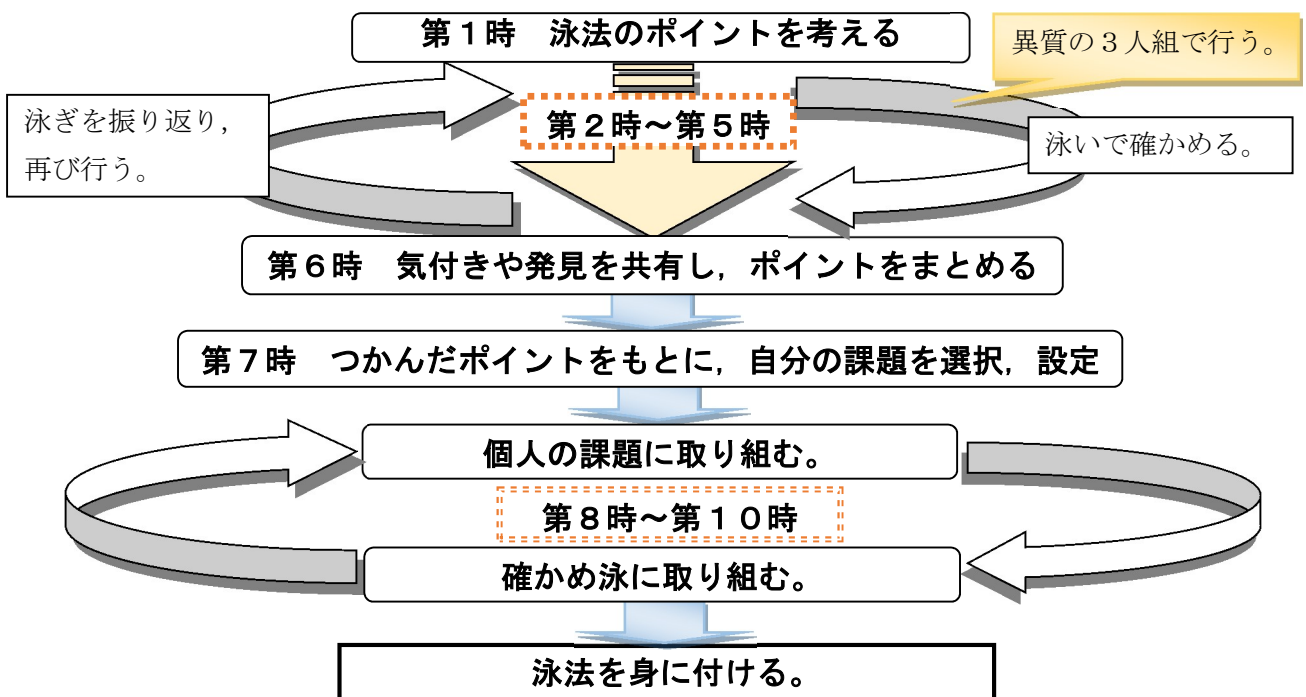 第１時　泳法のポイントを考える
異質の３人組で行う。
泳ぎを振り返り，
再び行う。
第２時～第５時
泳いで確かめる。
第６時　気付きや発見を共有し，ポイントをまとめる
第７時　つかんだポイントをもとに，自分の課題を選択，設定
個人の課題に取り組む。
第８時～第１０時
確かめ泳に取り組む。
泳法を身に付ける。